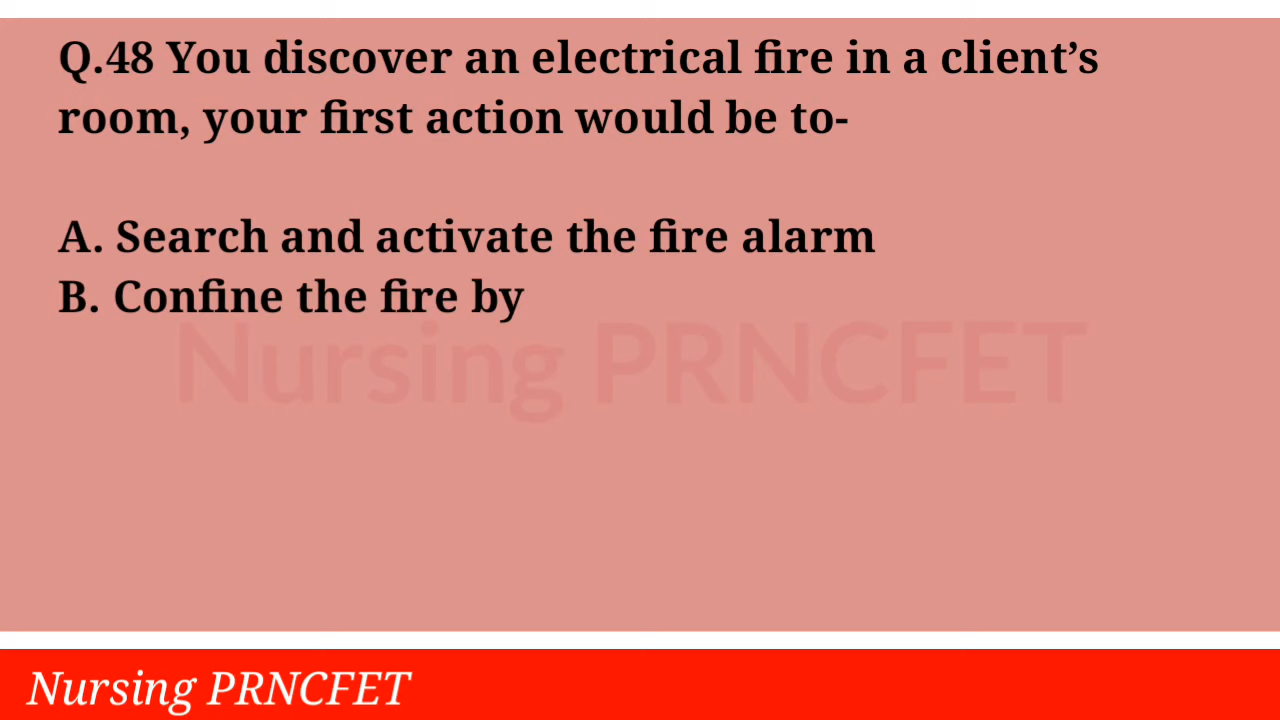 Q.48 You discover an electrical fire in a client’s
room, your first action would be to-
A. Search and activate the fire alarm
B. Confine the fire by
Nursing PRNCFET
Nursing PRNCFET